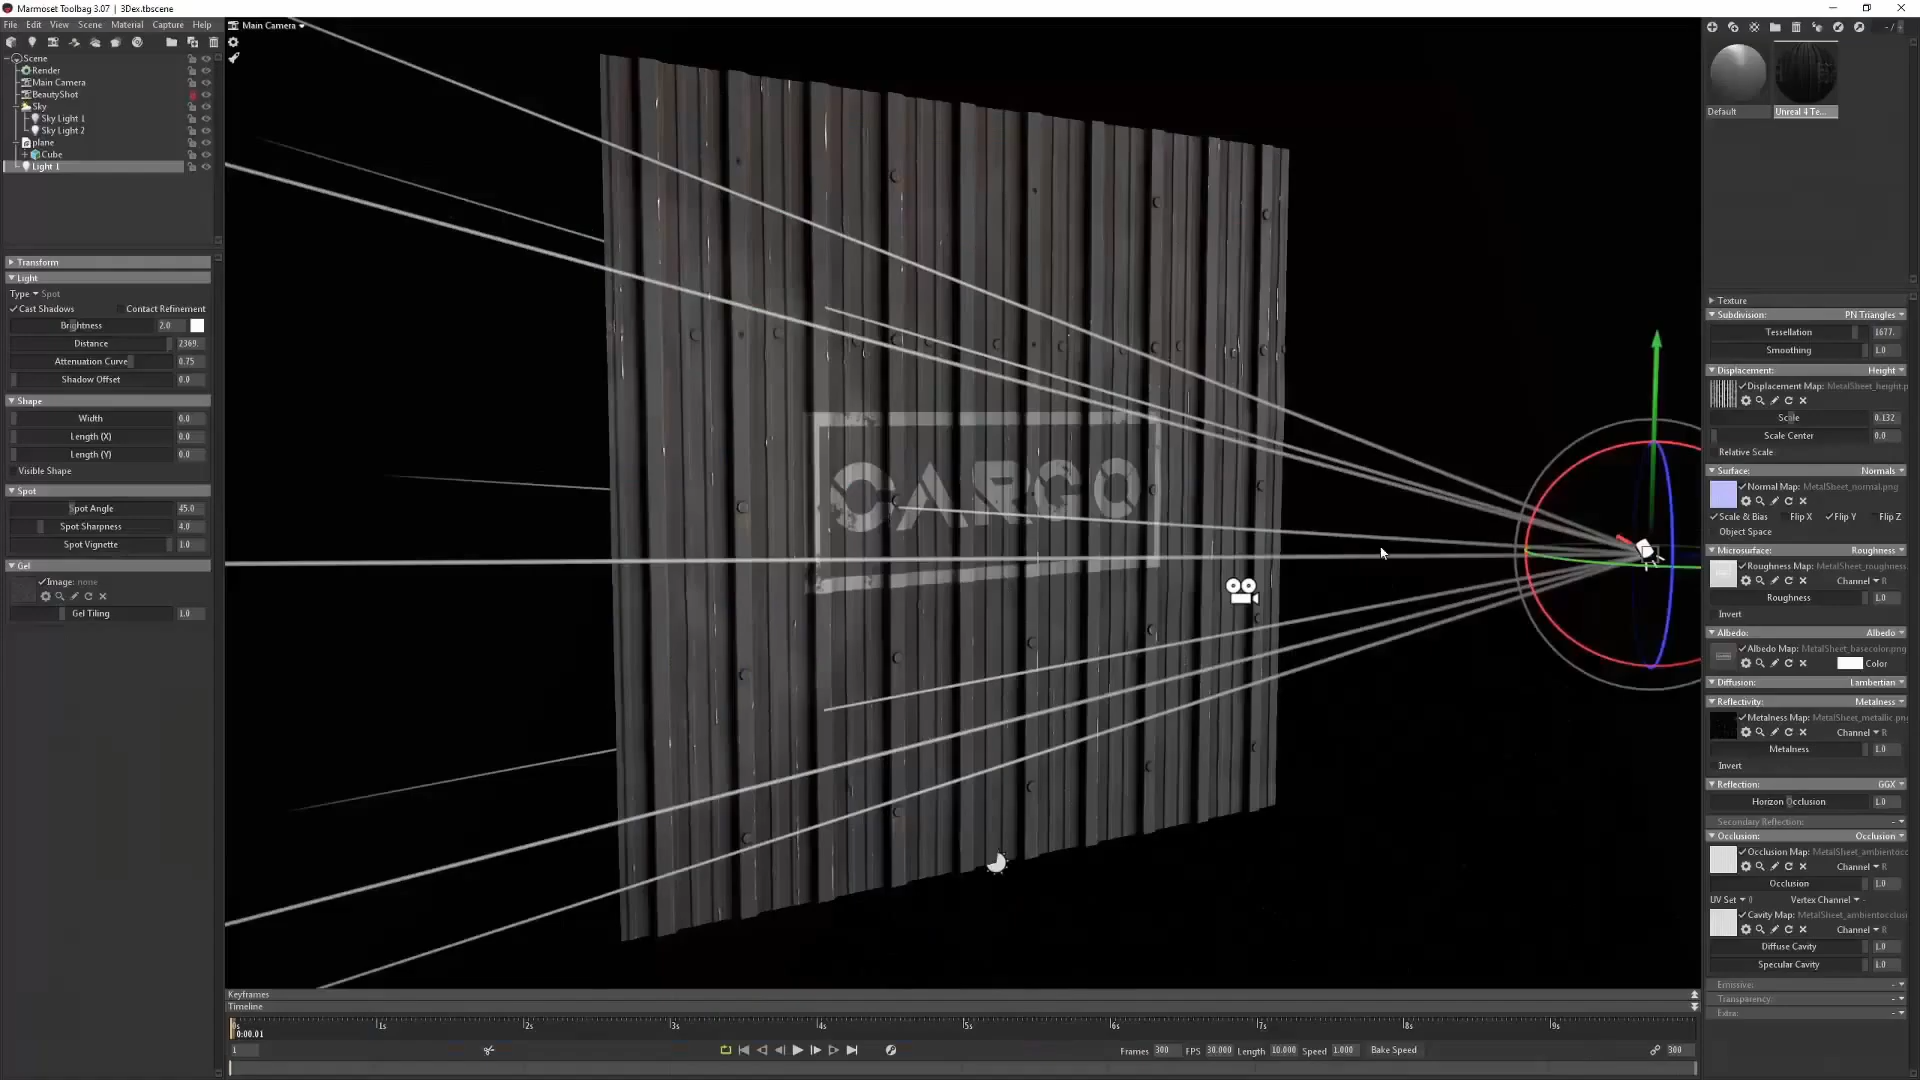 Marmoset Toolbag 3.07 | 3Dex.tbscene
File Edit View Scene Material Capture Help
Main Camera
Scene
Render
Main Camera
BeautyShot
Sky
Sky Light 1
Sky Light 2
plane
Cube
Light 1
Transform
Light
Type Spot
Cast Shadows Contact Refinement
Brightness 2.0
Distance 2369.
Attenuation Curve 0.75
Shadow Offset 0.0
Shape
Width 0.0
Length (X) 0.0
Length (Y) 0.0
Visible Shape
Spot
Spot Angle 45.0
Spot Sharpness 4.0
Spot Vignette 1.0
Gel
Image: none
Gel Tiling 1.0
CARGO
Default Unreal 4 Te...
Texture
Subdivision: PN Triangles
Tessellation 1677.
Smoothing 1.0
Displacement: Height
Displacement Map: MetalSheet_height.p
Scale 0.132
Scale Center 0.0
Relative Scale
Surface: Normals
Normal Map: MetalSheet_normal.png
Scale & Bias Flip X Flip Y Flip Z
Object Space
Microsurface: Roughness
Roughness Map: MetalSheet_roughness.
Channel R
Roughness 1.0
Invert
Albedo: Albedo
Albedo Map: MetalSheet_basecolor.png
Color
Diffusion: Lambertian
Reflectivity: Metalness
Metalness Map: MetalSheet_metallic.pn
Channel R
Metalness 1.0
Invert
Reflection: GGX
Horizon Occlusion 1.0
Secondary Reflection:
Occlusion: Occlusion
Occlusion Map: MetalSheet_ambientocc
Channel R
Occlusion 1.0
UV Set 0 Vertex Channel -
Cavity Map: MetalSheet_ambientocclus
Channel R
Diffuse Cavity 1.0
Specular Cavity 1.0
Emissive:
Transparency:
Extra:
Keyframes
Timeline
0s 1s 2s 3s 4s 5s 6s 7s 8s 9s
0:00.01
1
Frames 300 FPS 30.000 Length 10.000 Speed 1.000 Bake Speed 300